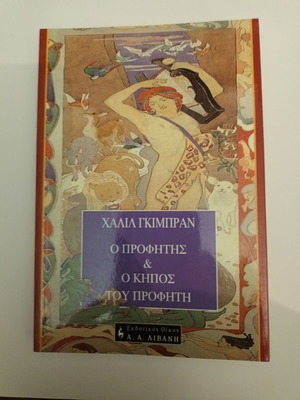 ΧΑΛΙΛ ΓΚΙΜΠΡΑΝ
Ο ΠΡΟΦΗΤΗΣ
&
Ο ΚΗΠΟΣ
ΤΟΥ ΠΡΟΦΗΤΗ
Εκδοτικός Οίκος
Α. Α. ΛΙΒΑΝΗ